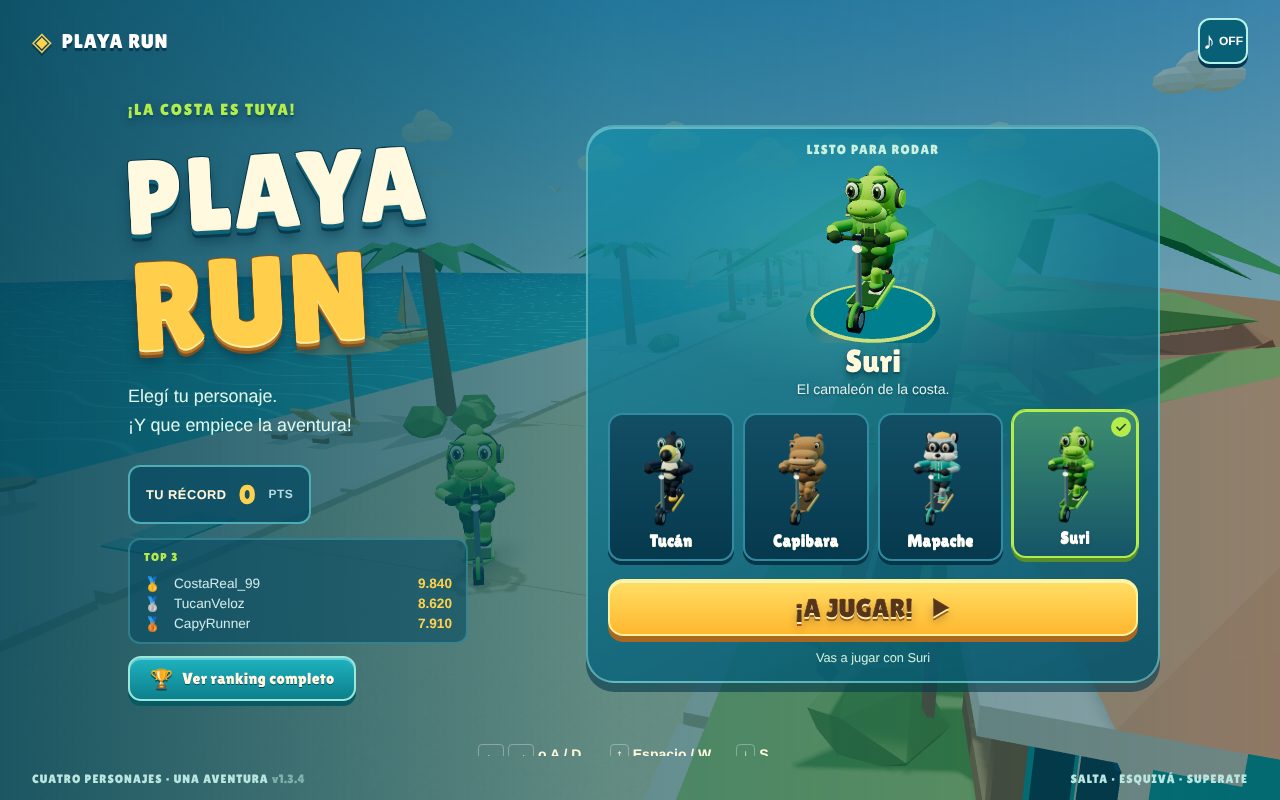 PLAYA RUN
♪ OFF
¡LA COSTA ES TUYA!
PLAYA
RUN
Elegí tu personaje.
¡Y que empiece la aventura!
TU RÉCORD 0 PTS
TOP 3
CostaReal_99 9.840
TucanVeloz 8.620
CapyRunner 7.910
Ver ranking completo
LISTO PARA RODAR
Suri
El camaleón de la costa.
Tucán
Capibara
Mapache
Suri
¡A JUGAR!
Vas a jugar con Suri
o A / D ↑ Espacio / W ↓ S
CUATRO PERSONAJES · UNA AVENTURA v1.3.4
SALTA · ESQUIVÁ · SUPERATE